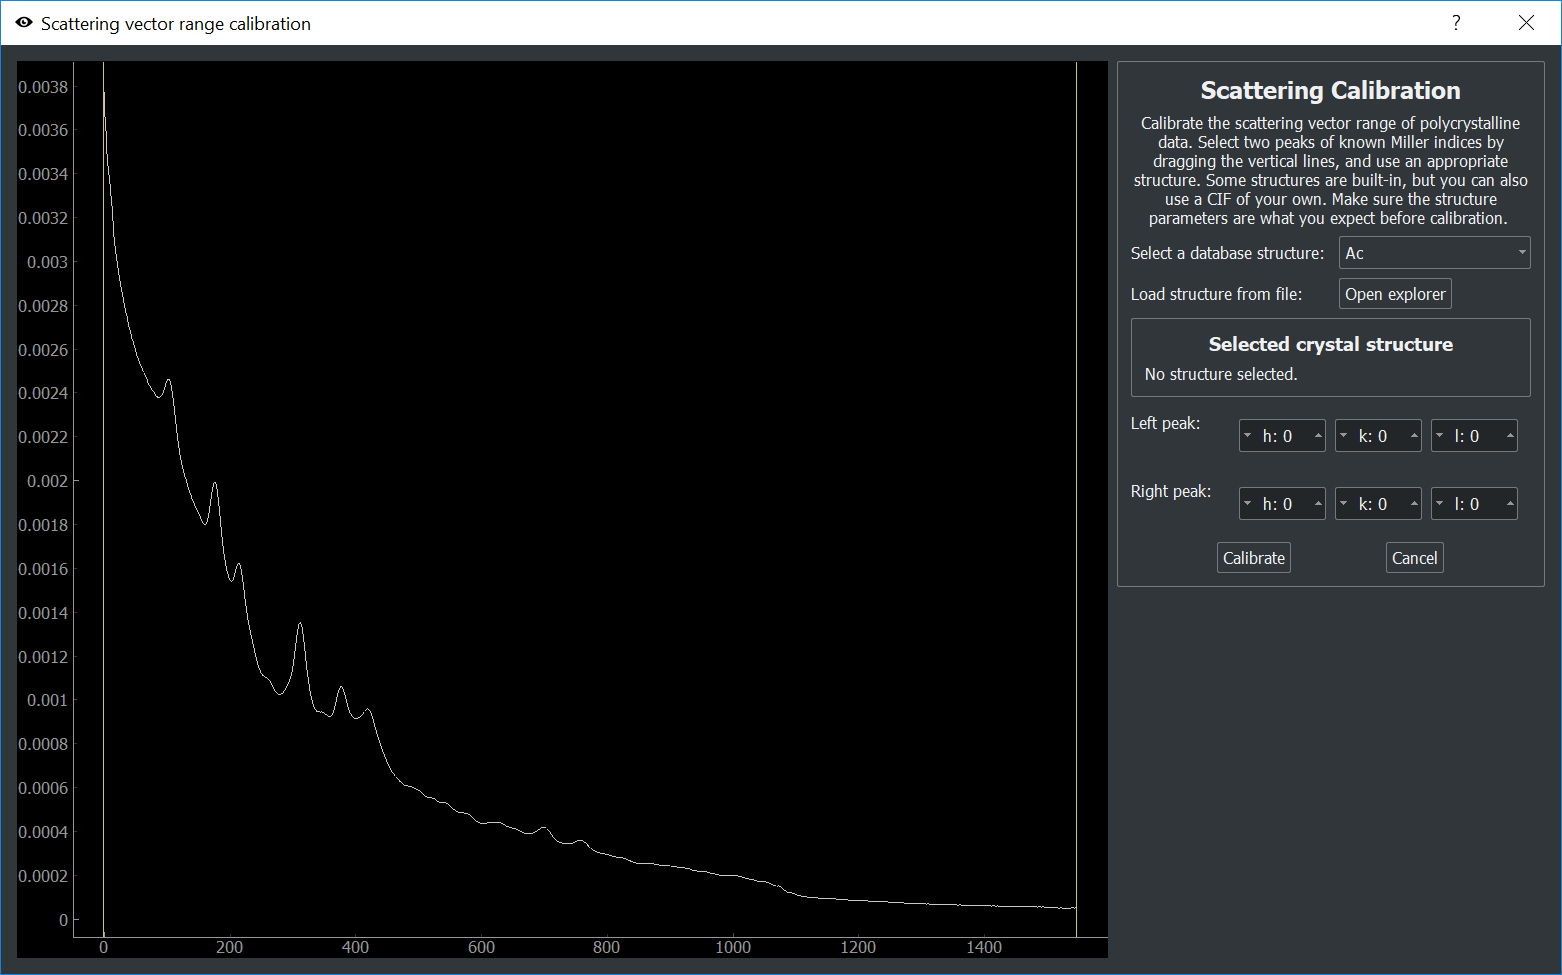 Scattering vector range calibration
?
0.0038
0.0036
0.0034
0.0032
0.003
0.0028
0.0026
0.0024
0.0022
0.002
0.0018
0.0016
0.0014
0.0012
0.001
0.0008
0.0006
0.0004
0.0002
0
0 200 400 600 800 1000 1200 1400
Scattering Calibration
Calibrate the scattering vector range of polycrystalline
data. Select two peaks of known Miller indices by
dragging the vertical lines, and use an appropriate
structure. Some structures are built-in, but you can also
use a CIF of your own. Make sure the structure
parameters are what you expect before calibration.
Select a database structure: Ac
Load structure from file: Open explorer
Selected crystal structure
No structure selected.
Left peak: h: 0 k: 0 l: 0
Right peak: h: 0 k: 0 l: 0
Calibrate Cancel